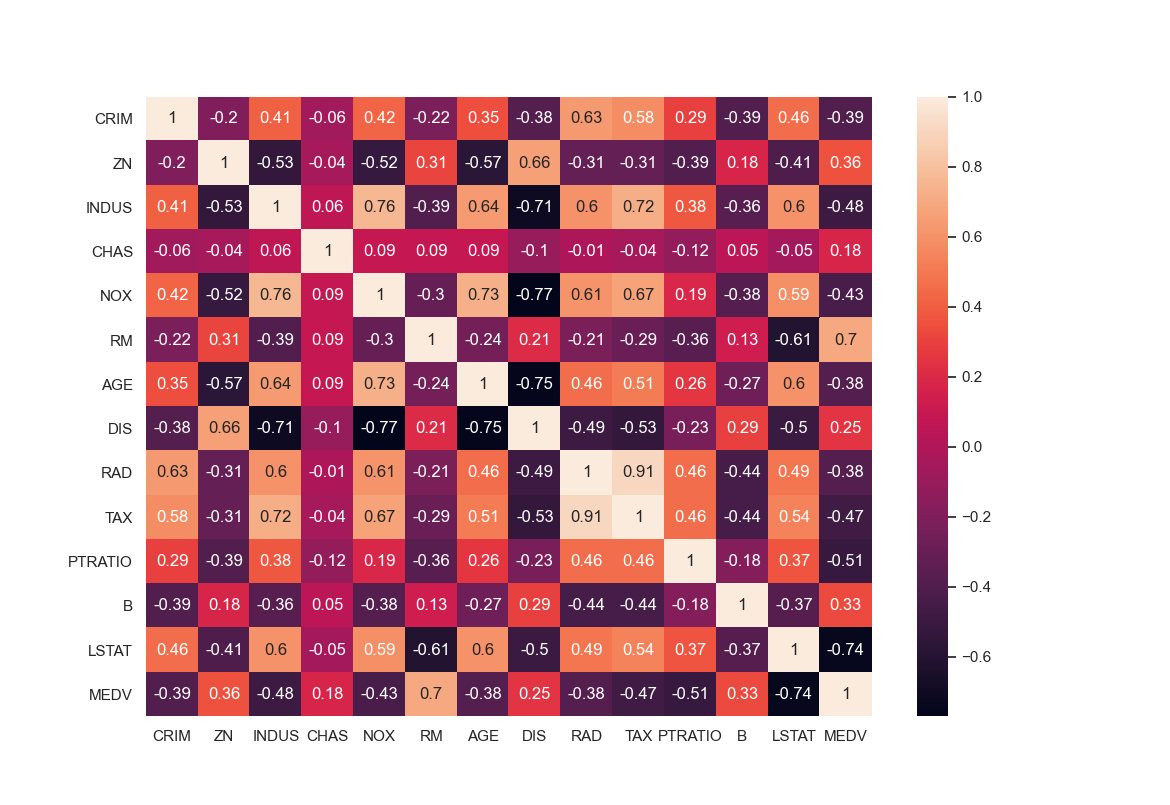 1.0
CRIM 1 -0.2 0.41 -0.06 0.42 -0.22 0.35 -0.38 0.63 0.58 0.29 -0.39 0.46 -0.39
ZN -0.2 1 -0.53 -0.04 -0.52 0.31 -0.57 0.66 -0.31 -0.31 -0.39 0.18 -0.41 0.36
0.8
INDUS 0.41 -0.53 1 0.06 0.76 -0.39 0.64 -0.71 0.6 0.72 0.38 -0.36 0.6 -0.48
0.6
CHAS -0.06 -0.04 0.06 1 0.09 0.09 0.09 -0.1 -0.01 -0.04 -0.12 0.05 -0.05 0.18
NOX 0.42 -0.52 0.76 0.09 1 -0.3 0.73 -0.77 0.61 0.67 0.19 -0.38 0.59 -0.43
0.4
RM -0.22 0.31 -0.39 0.09 -0.3 1 -0.24 0.21 -0.21 -0.29 -0.36 0.13 -0.61 0.7
0.2
AGE 0.35 -0.57 0.64 0.09 0.73 -0.24 1 -0.75 0.46 0.51 0.26 -0.27 0.6 -0.38
DIS -0.38 0.66 -0.71 -0.1 -0.77 0.21 -0.75 1 -0.49 -0.53 -0.23 0.29 -0.5 0.25
0.0
RAD 0.63 -0.31 0.6 -0.01 0.61 -0.21 0.46 -0.49 1 0.91 0.46 -0.44 0.49 -0.38
TAX 0.58 -0.31 0.72 -0.04 0.67 -0.29 0.51 -0.53 0.91 1 0.46 -0.44 0.54 -0.47
−0.2
PTRATIO 0.29 -0.39 0.38 -0.12 0.19 -0.36 0.26 -0.23 0.46 0.46 1 -0.18 0.37 -0.51
−0.4
B -0.39 0.18 -0.36 0.05 -0.38 0.13 -0.27 0.29 -0.44 -0.44 -0.18 1 -0.37 0.33
LSTAT 0.46 -0.41 0.6 -0.05 0.59 -0.61 0.6 -0.5 0.49 0.54 0.37 -0.37 1 -0.74
−0.6
MEDV -0.39 0.36 -0.48 0.18 -0.43 0.7 -0.38 0.25 -0.38 -0.47 -0.51 0.33 -0.74 1
CRIM ZN INDUS CHAS NOX RM AGE DIS RAD TAX PTRATIO B LSTAT MEDV